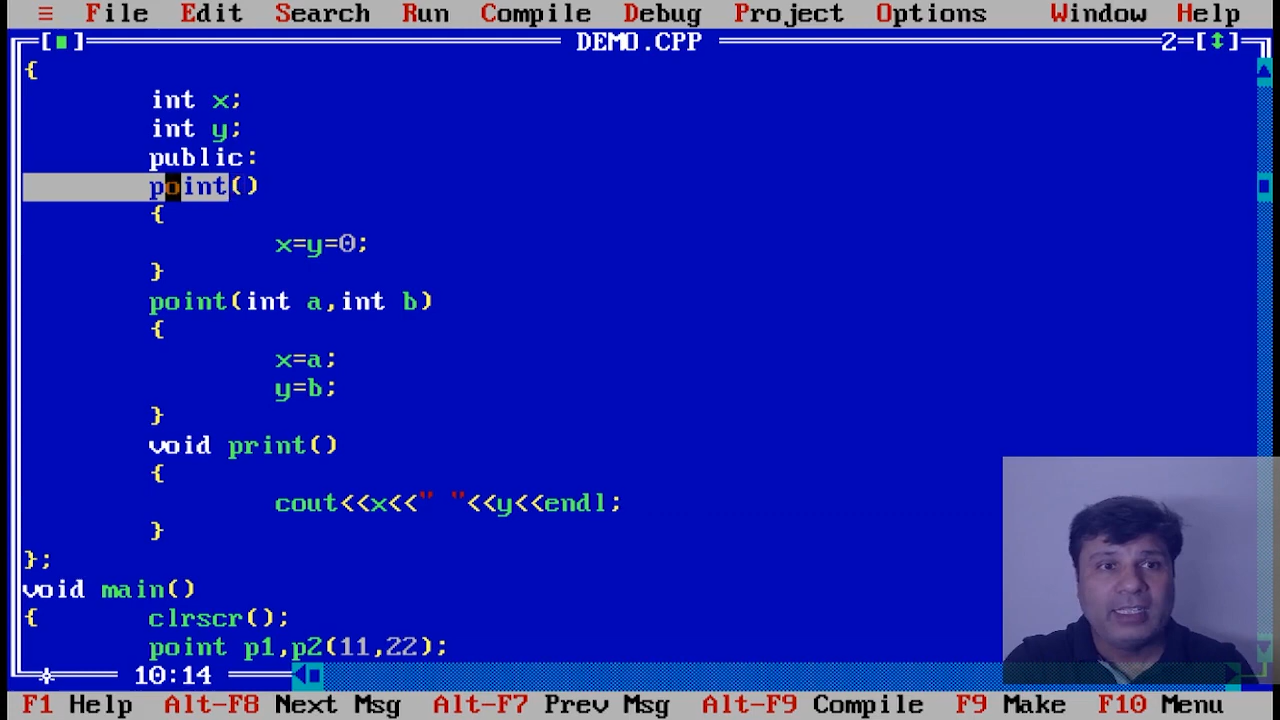 ≡ File Edit Search Run Compile Debug Project Options Window Help
[■] DEMO.CPP 2=[↕]
{
int x;
int y;
public:
point()
{
x=y=0;
}
point(int a,int b)
{
x=a;
y=b;
}
void print()
{
cout<<x<<" "<<y<<endl;
}
};
void main()
{ clrscr();
point p1,p2(11,22);
10:14
F1 Help Alt-F8 Next Msg Alt-F7 Prev Msg Alt-F9 Compile F9 Make F10 Menu